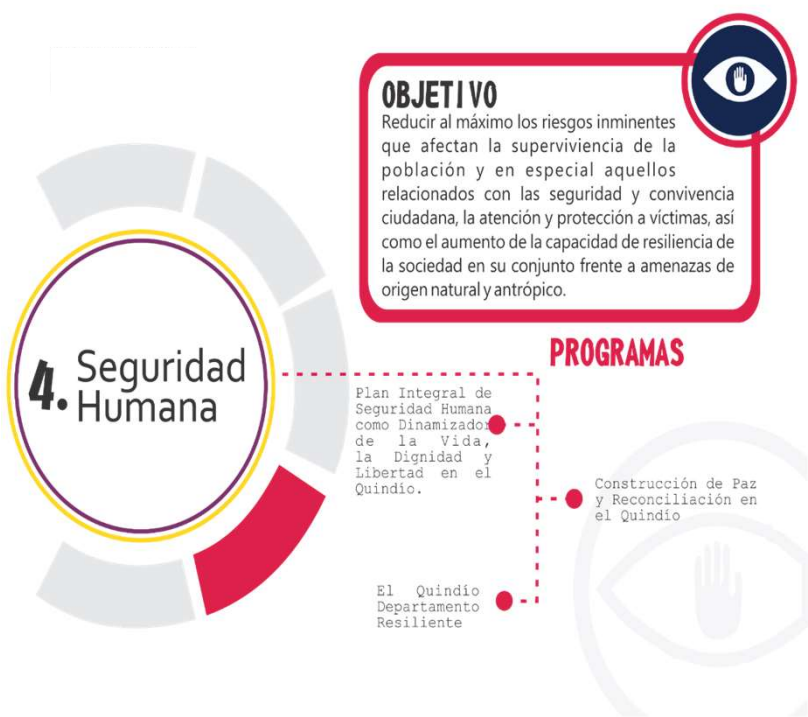 OBJETIVO
Reducir al máximo los riesgos inminentes
que afectan la superviviencia de la
población y en especial aquellos
relacionados con las seguridad y convivencia
ciudadana, la atención y protección a víctimas, así
como el aumento de la capacidad de resiliencia de
la sociedad en su conjunto frente a amenazas de
origen natural y antrópico.
4. Seguridad
Humana
PROGRAMAS
Plan Integral de
Seguridad Humana
como Dinamizador
de la Vida,
la Dignidad y
Libertad en el
Quindío.
Construcción de Paz
y Reconciliación en
el Quindío
El Quindío
Departamento
Resiliente